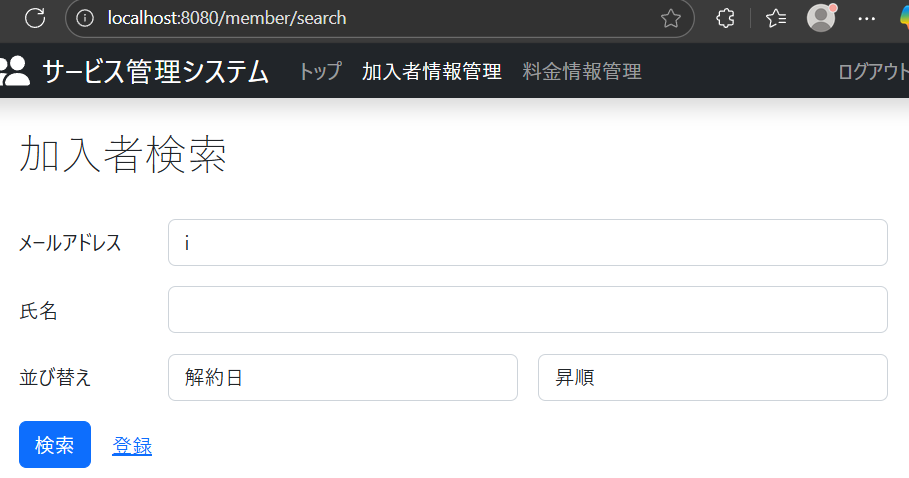 localhost:8080/member/search
サービス管理システム トップ 加入者情報管理 料金情報管理 ログアウト
加入者検索
メールアドレス i
氏名
並び替え 解約日 昇順
検索 登録